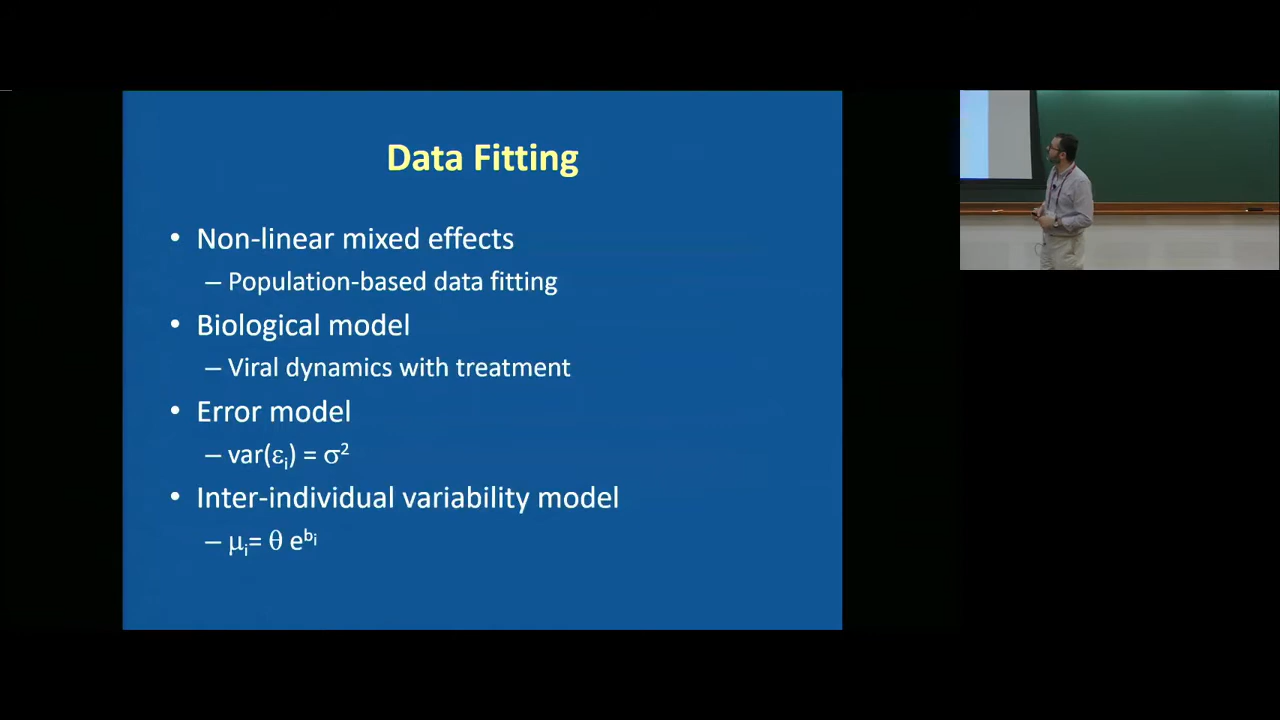 Data Fitting
• Non-linear mixed effects
– Population-based data fitting
• Biological model
– Viral dynamics with treatment
• Error model
– var(εᵢ) = σ²
• Inter-individual variability model
– μᵢ= θ e^bᵢ